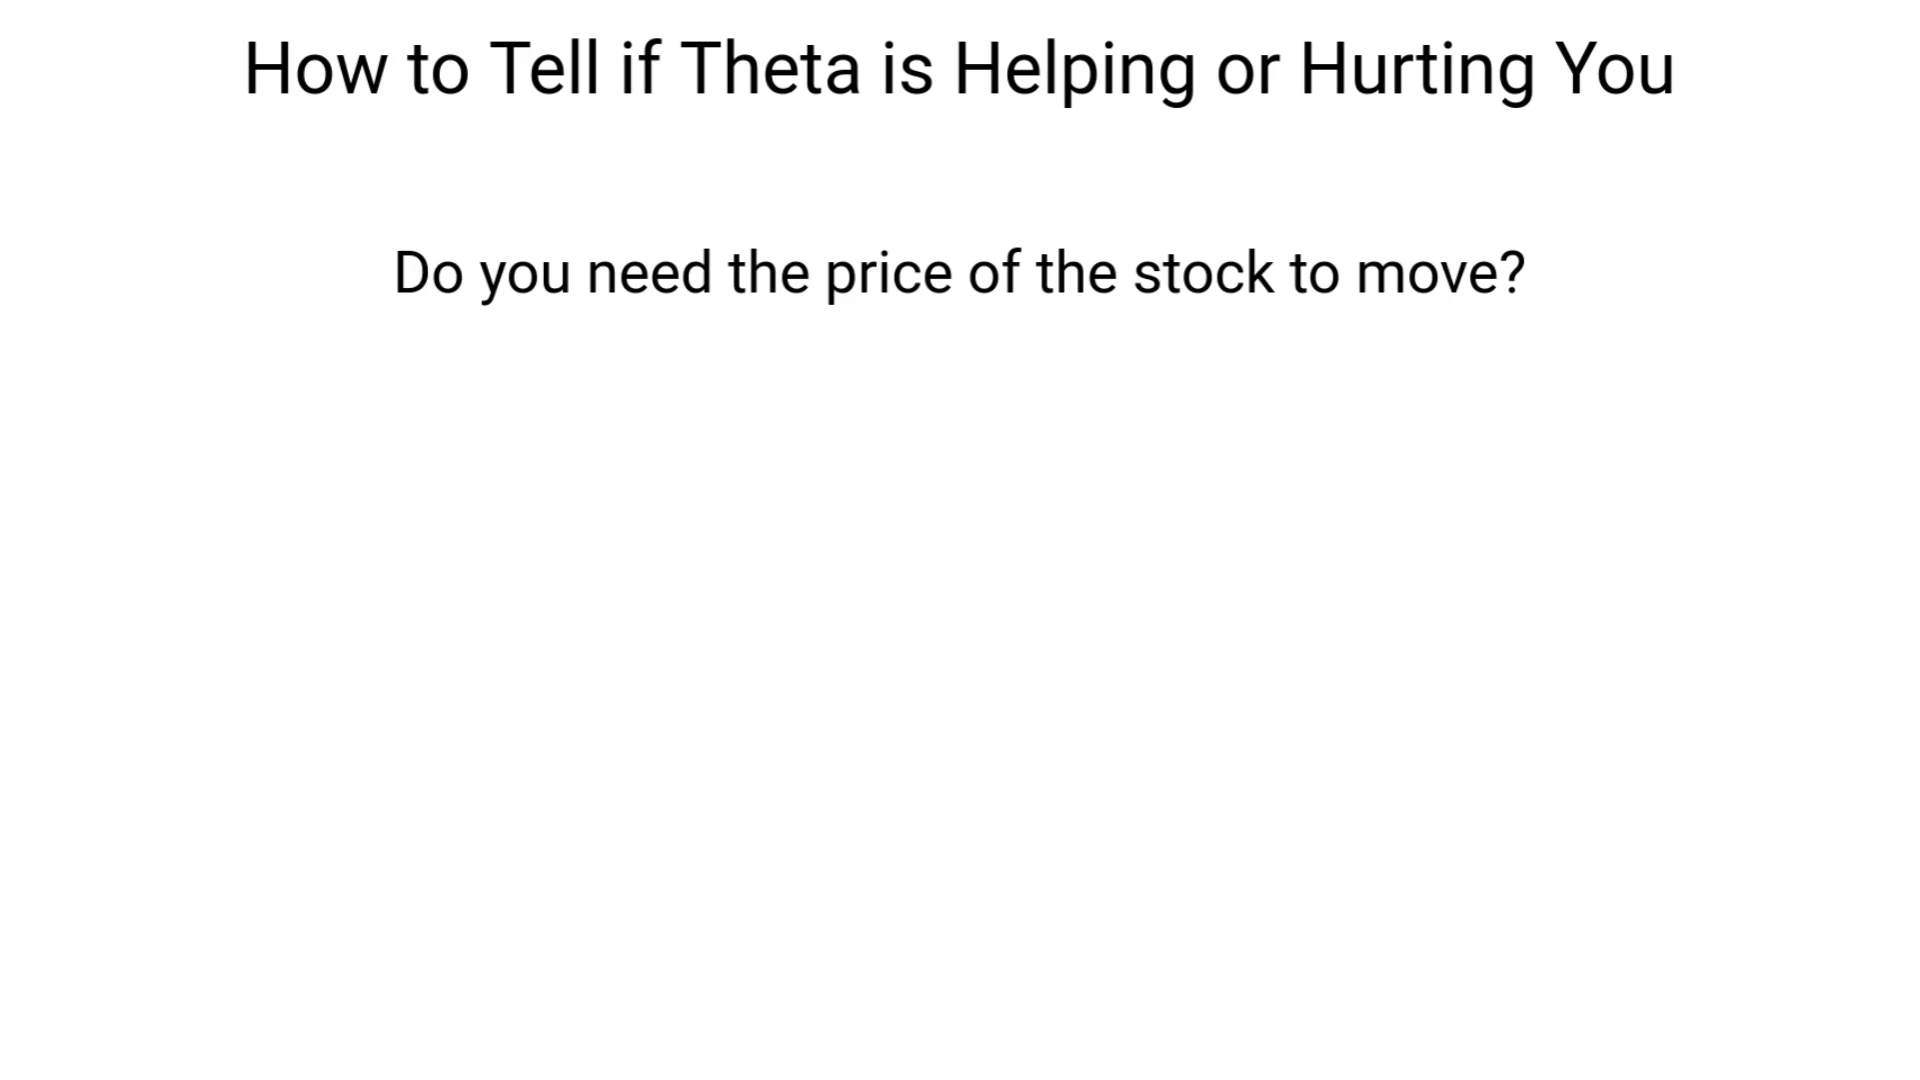 How to Tell if Theta is Helping or Hurting You
Do you need the price of the stock to move?